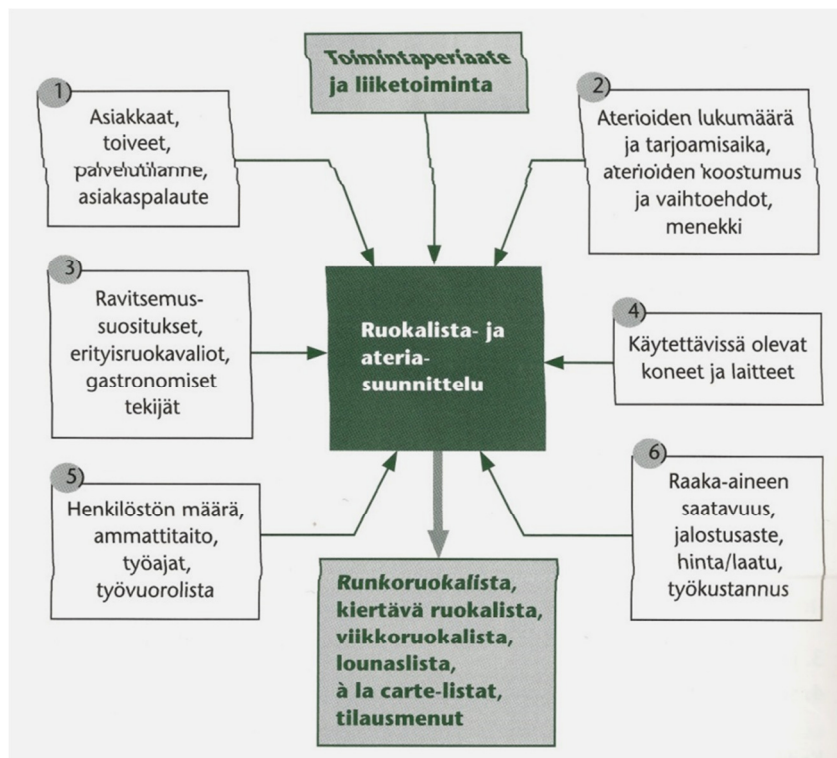 Toimintaperiaate
ja liiketoiminta
1)
Asiakkaat,
toiveet,
palvelutilanne,
asiakaspalaute
2)
Aterioiden lukumäärä
ja tarjoamisaika,
aterioiden koostumus
ja vaihtoehdot,
menekki
3)
Ravitsemus-
suositukset,
erityisruokavaliot,
gastronomiset
tekijät
Ruokalista- ja
ateria-
suunnittelu
4)
Käytettävissä olevat
koneet ja laitteet
5)
Henkilöstön määrä,
ammattitaito,
työajat,
työvuorolista
6)
Raaka-aineen
saatavuus,
jalostusaste,
hinta/laatu,
työkustannus
Runkoruokalista,
kiertävä ruokalista,
viikkoruokalista,
lounaslista,
à la carte-listat,
tilausmenut